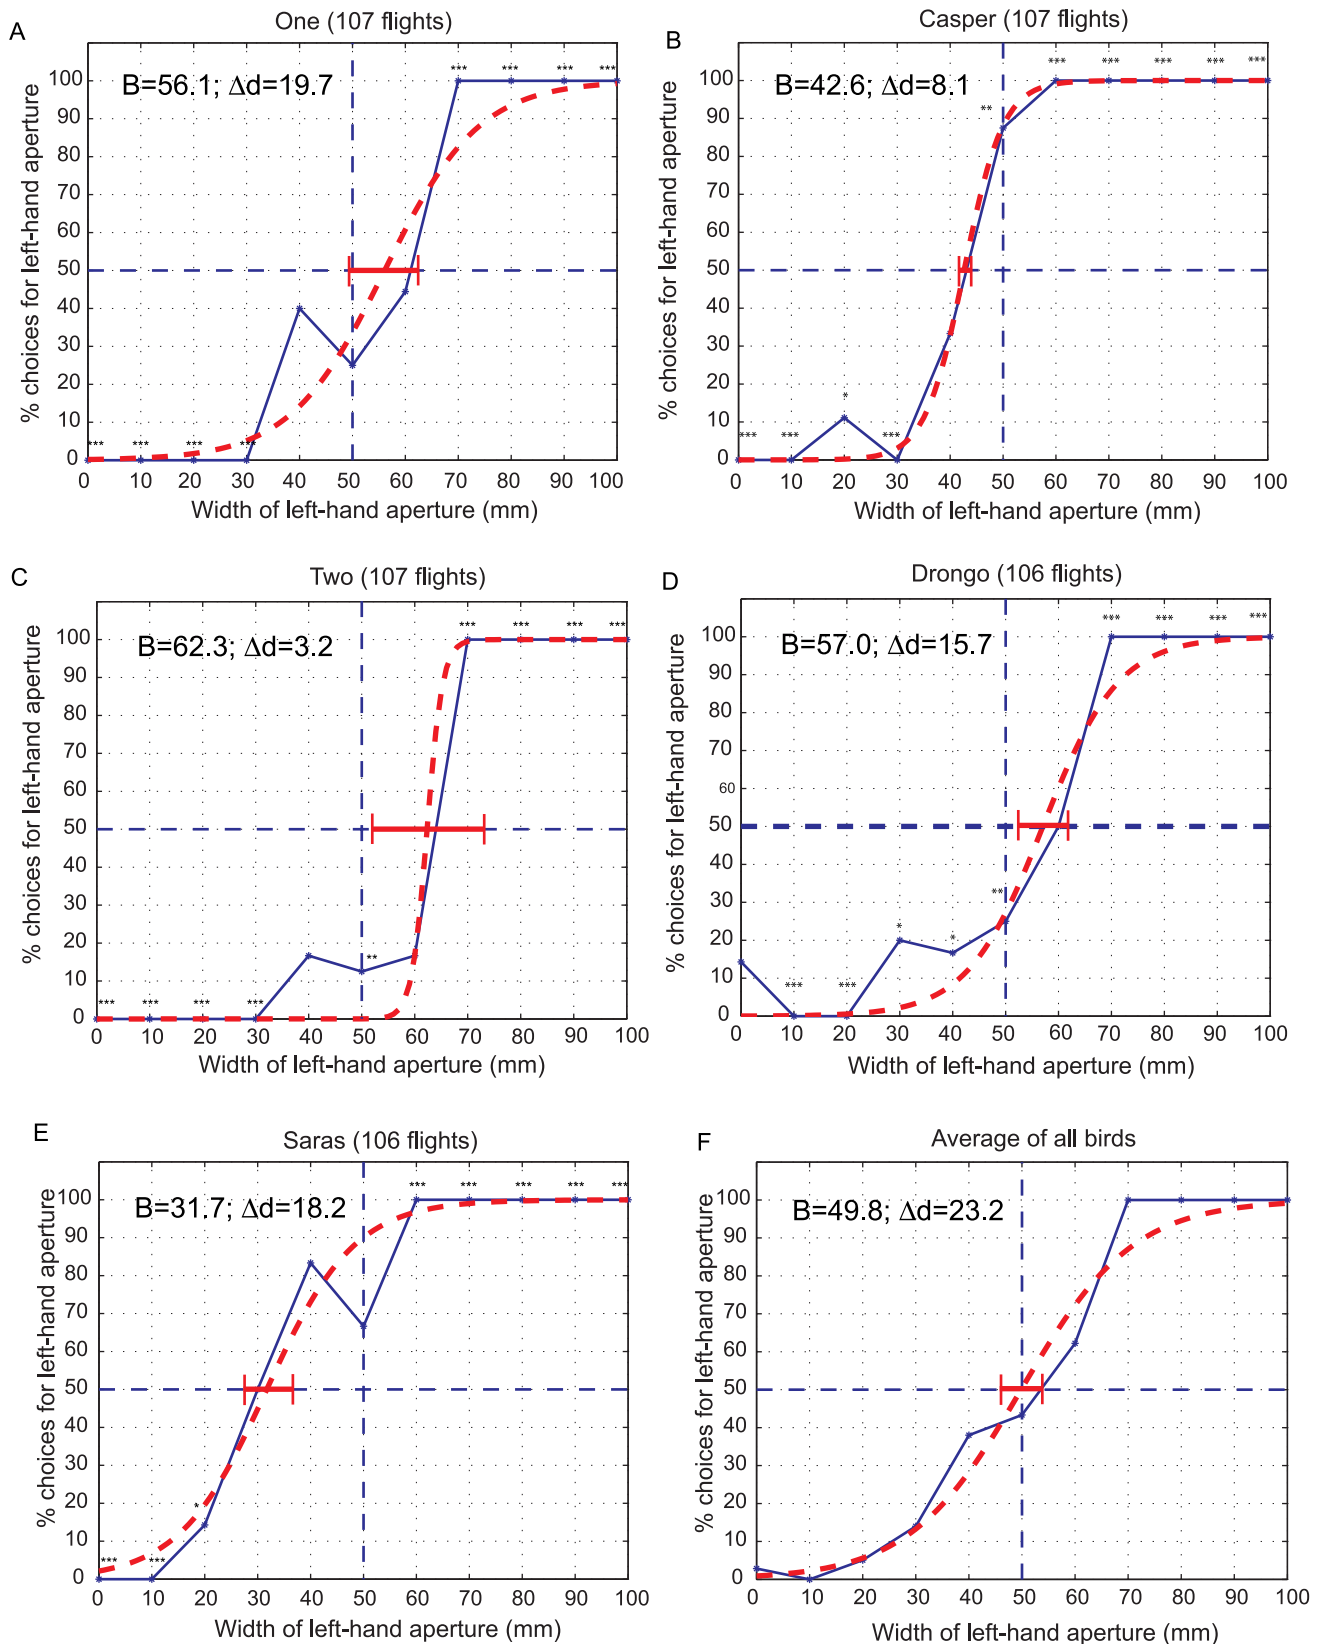 A
One (107 flights)
B=56.1; Δd=19.7
% choices for left-hand aperture
100
90
80
70
60
50
40
30
20
10
0
*** *** *** *** *** *** *** ***
0 10 20 30 40 50 60 70 80 90 100
Width of left-hand aperture (mm)
B
Casper (107 flights)
B=42.6; Δd=8.1
% choices for left-hand aperture
100
90
80
70
60
50
40
30
20
10
0
*** *** * *** ** *** *** *** *** ***
0 10 20 30 40 50 60 70 80 90 100
Width of left-hand aperture (mm)
C
Two (107 flights)
B=62.3; Δd=3.2
% choices for left-hand aperture
100
90
80
70
60
50
40
30
20
10
0
*** *** *** *** ** *** *** *** ***
0 10 20 30 40 50 60 70 80 90 100
Width of left-hand aperture (mm)
D
Drongo (106 flights)
B=57.0; Δd=15.7
% choices for left-hand aperture
100
90
80
70
60
50
40
30
20
10
0
*** *** * * ** *** *** *** ***
0 10 20 30 40 50 60 70 80 90 100
Width of left-hand aperture (mm)
E
Saras (106 flights)
B=31.7; Δd=18.2
% choices for left-hand aperture
100
90
80
70
60
50
40
30
20
10
0
*** *** * *** *** *** *** ***
0 10 20 30 40 50 60 70 80 90 100
Width of left-hand aperture (mm)
F
Average of all birds
B=49.8; Δd=23.2
% choices for left-hand aperture
100
90
80
70
60
50
40
30
20
10
0
0 10 20 30 40 50 60 70 80 90 100
Width of left-hand aperture (mm)